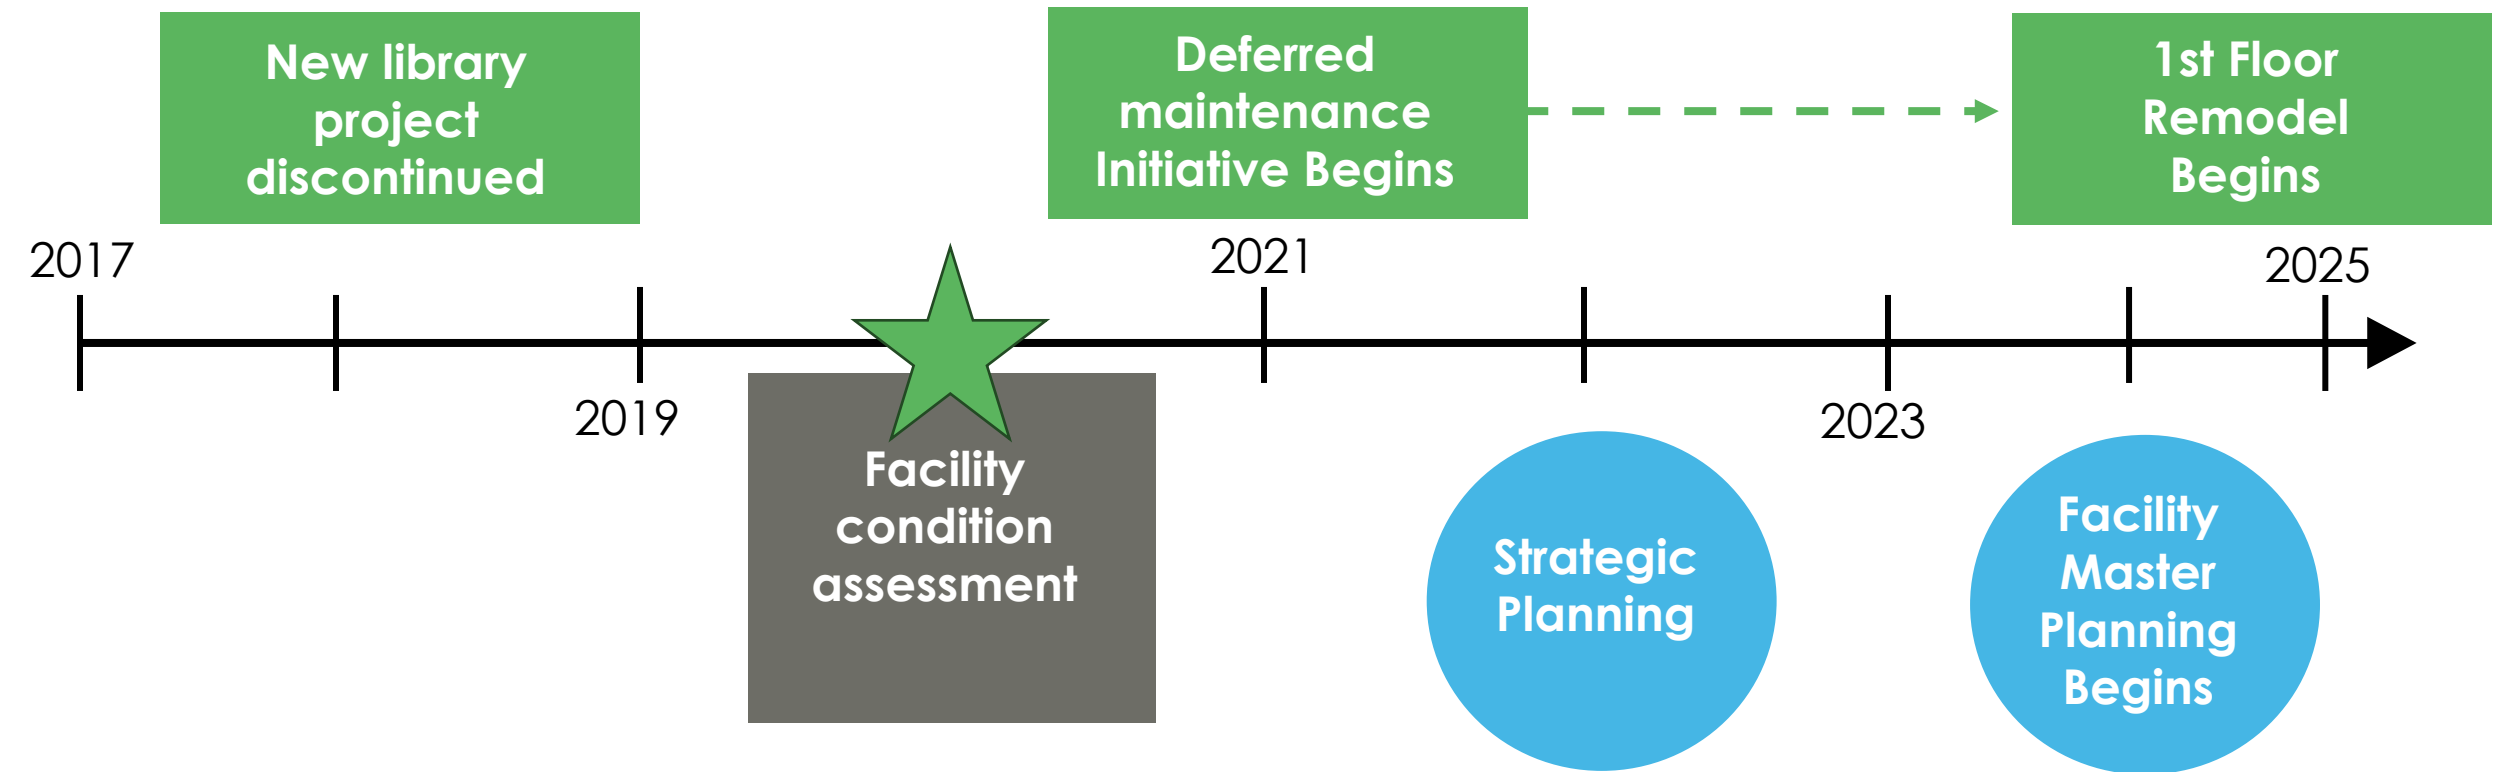 New library
project
discontinued
Deferred
maintenance
Initiative Begins
1st Floor
Remodel
Begins
2017
2021
2025
2019
2023
Facility
condition
assessment
Strategic
Planning
Facility
Master
Planning
Begins